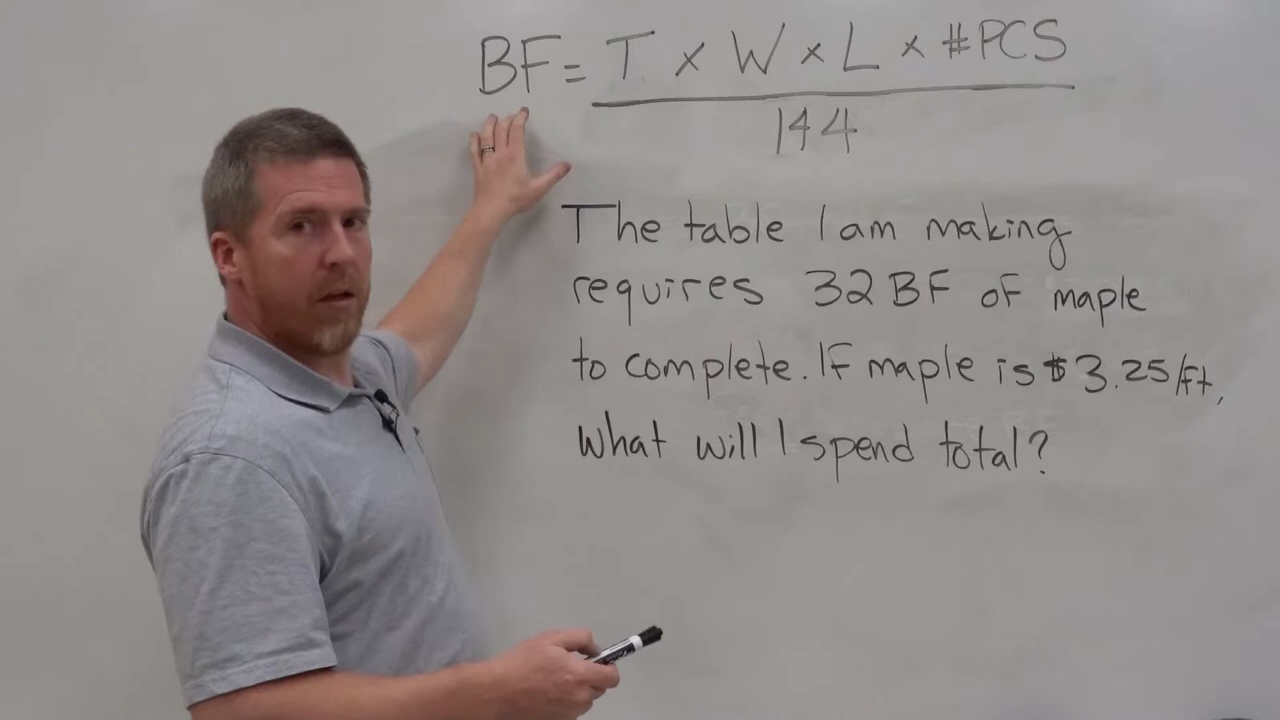 BF = T x W x L x #PCS
144
The table I am making
requires 32 BF of maple
to complete. If maple is $3.25/ft,
what will I spend total?